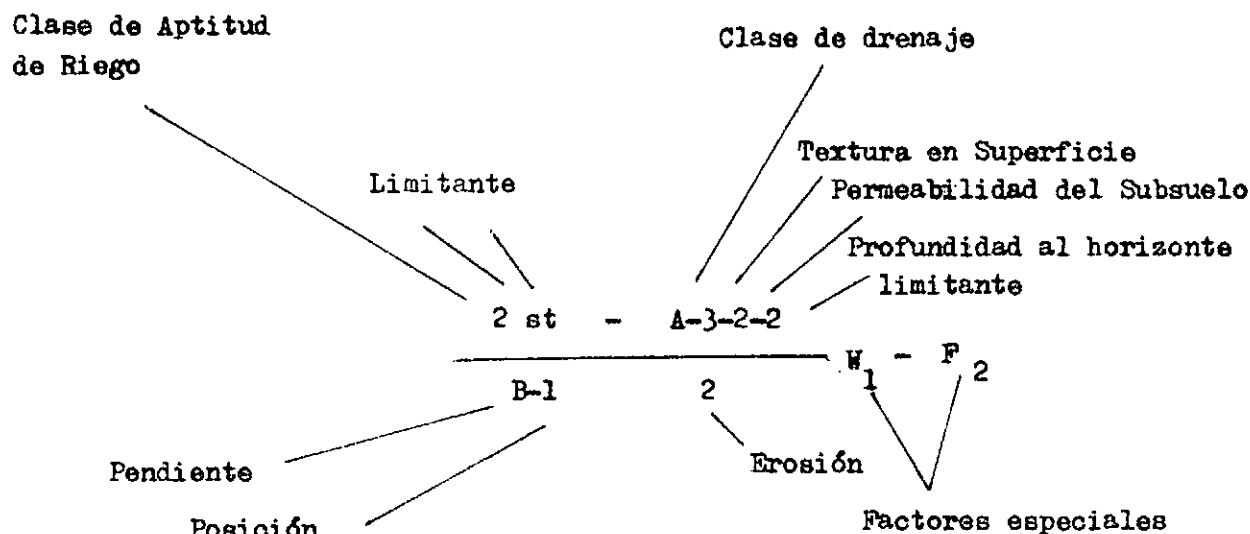 Clase de Aptitud
de Riego
Clase de drenaje
Textura en Superficie
Limitante
Permeabilidad del Subsuelo
Profundidad al horizonte
limitante
2 st - A-3-2-2
W1 - F2
B-1 2
Pendiente
Erosión
Posición
Factores especiales